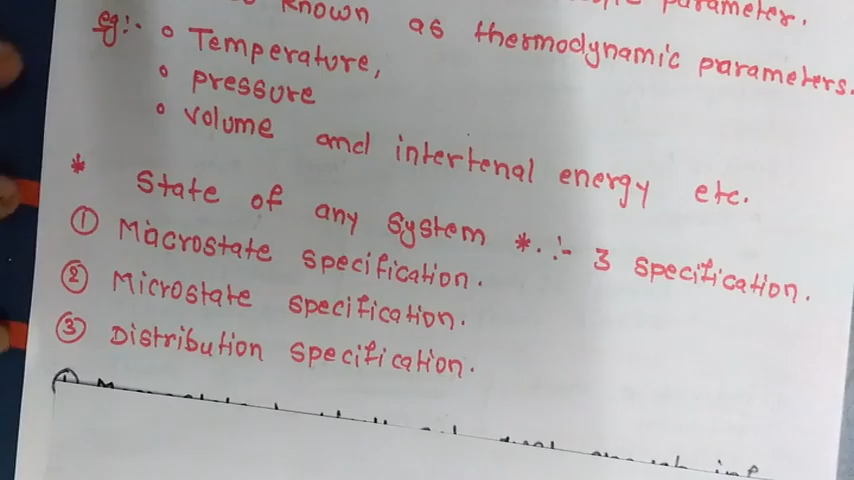 parameter.
known as thermodynamic parameters.
eg:- o Temperature,
o pressure
o volume and intertenal energy etc.
* State of any system *.:- 3 specification.
① Macrostate specification.
② Microstate specification.
③ Distribution specification.